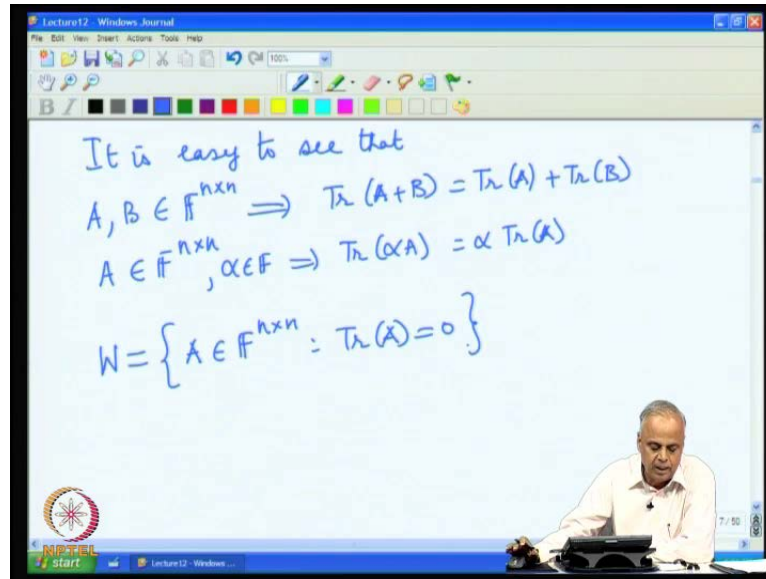 Lecture12 - Windows Journal
File Edit View Insert Actions Tools Help
100%
B I
It is easy to see that
A, B ∈ F^{n×n} ⟹ Tr (A+B) = Tr(A) + Tr(B)
A ∈ F^{n×n}, α∈F ⟹ Tr(αA) = α Tr(A)
W = { A ∈ F^{n×n} : Tr(A) = 0 }
7/50
NPTEL
start
Lecture12 - Windows ...